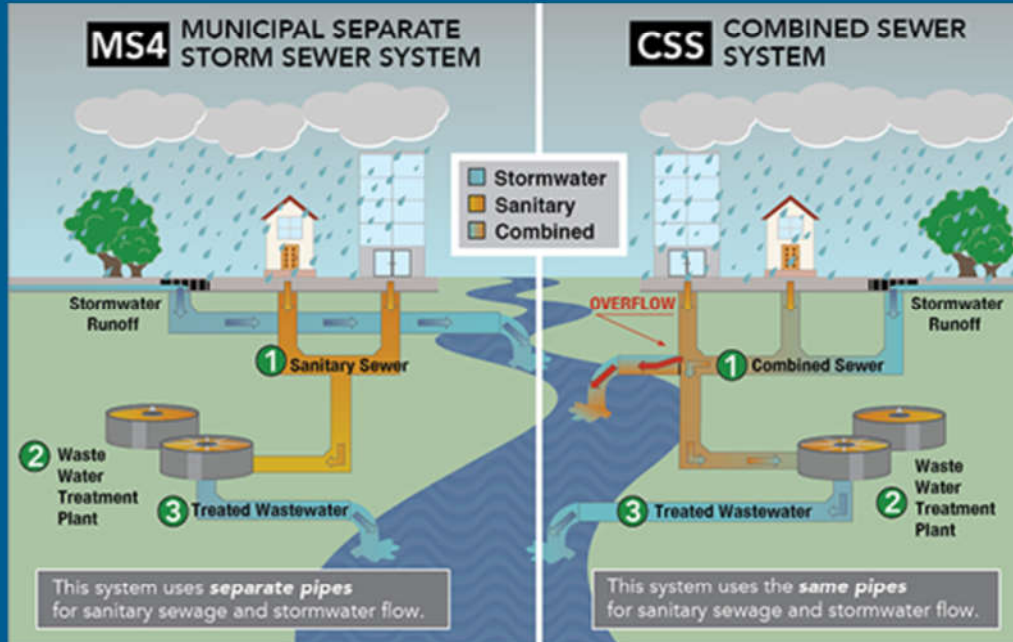 MS4 MUNICIPAL SEPARATE
STORM SEWER SYSTEM
Stormwater
Runoff
1 Sanitary Sewer
2 Waste
Water
Treatment
Plant
3 Treated Wastewater
This system uses separate pipes
for sanitary sewage and stormwater flow.
Stormwater
Sanitary
Combined
CSS COMBINED SEWER
SYSTEM
OVERFLOW
Stormwater
Runoff
1 Combined Sewer
Waste
Water
2 Treatment
Plant
3 Treated Wastewater
This system uses the same pipes
for sanitary sewage and stormwater flow.